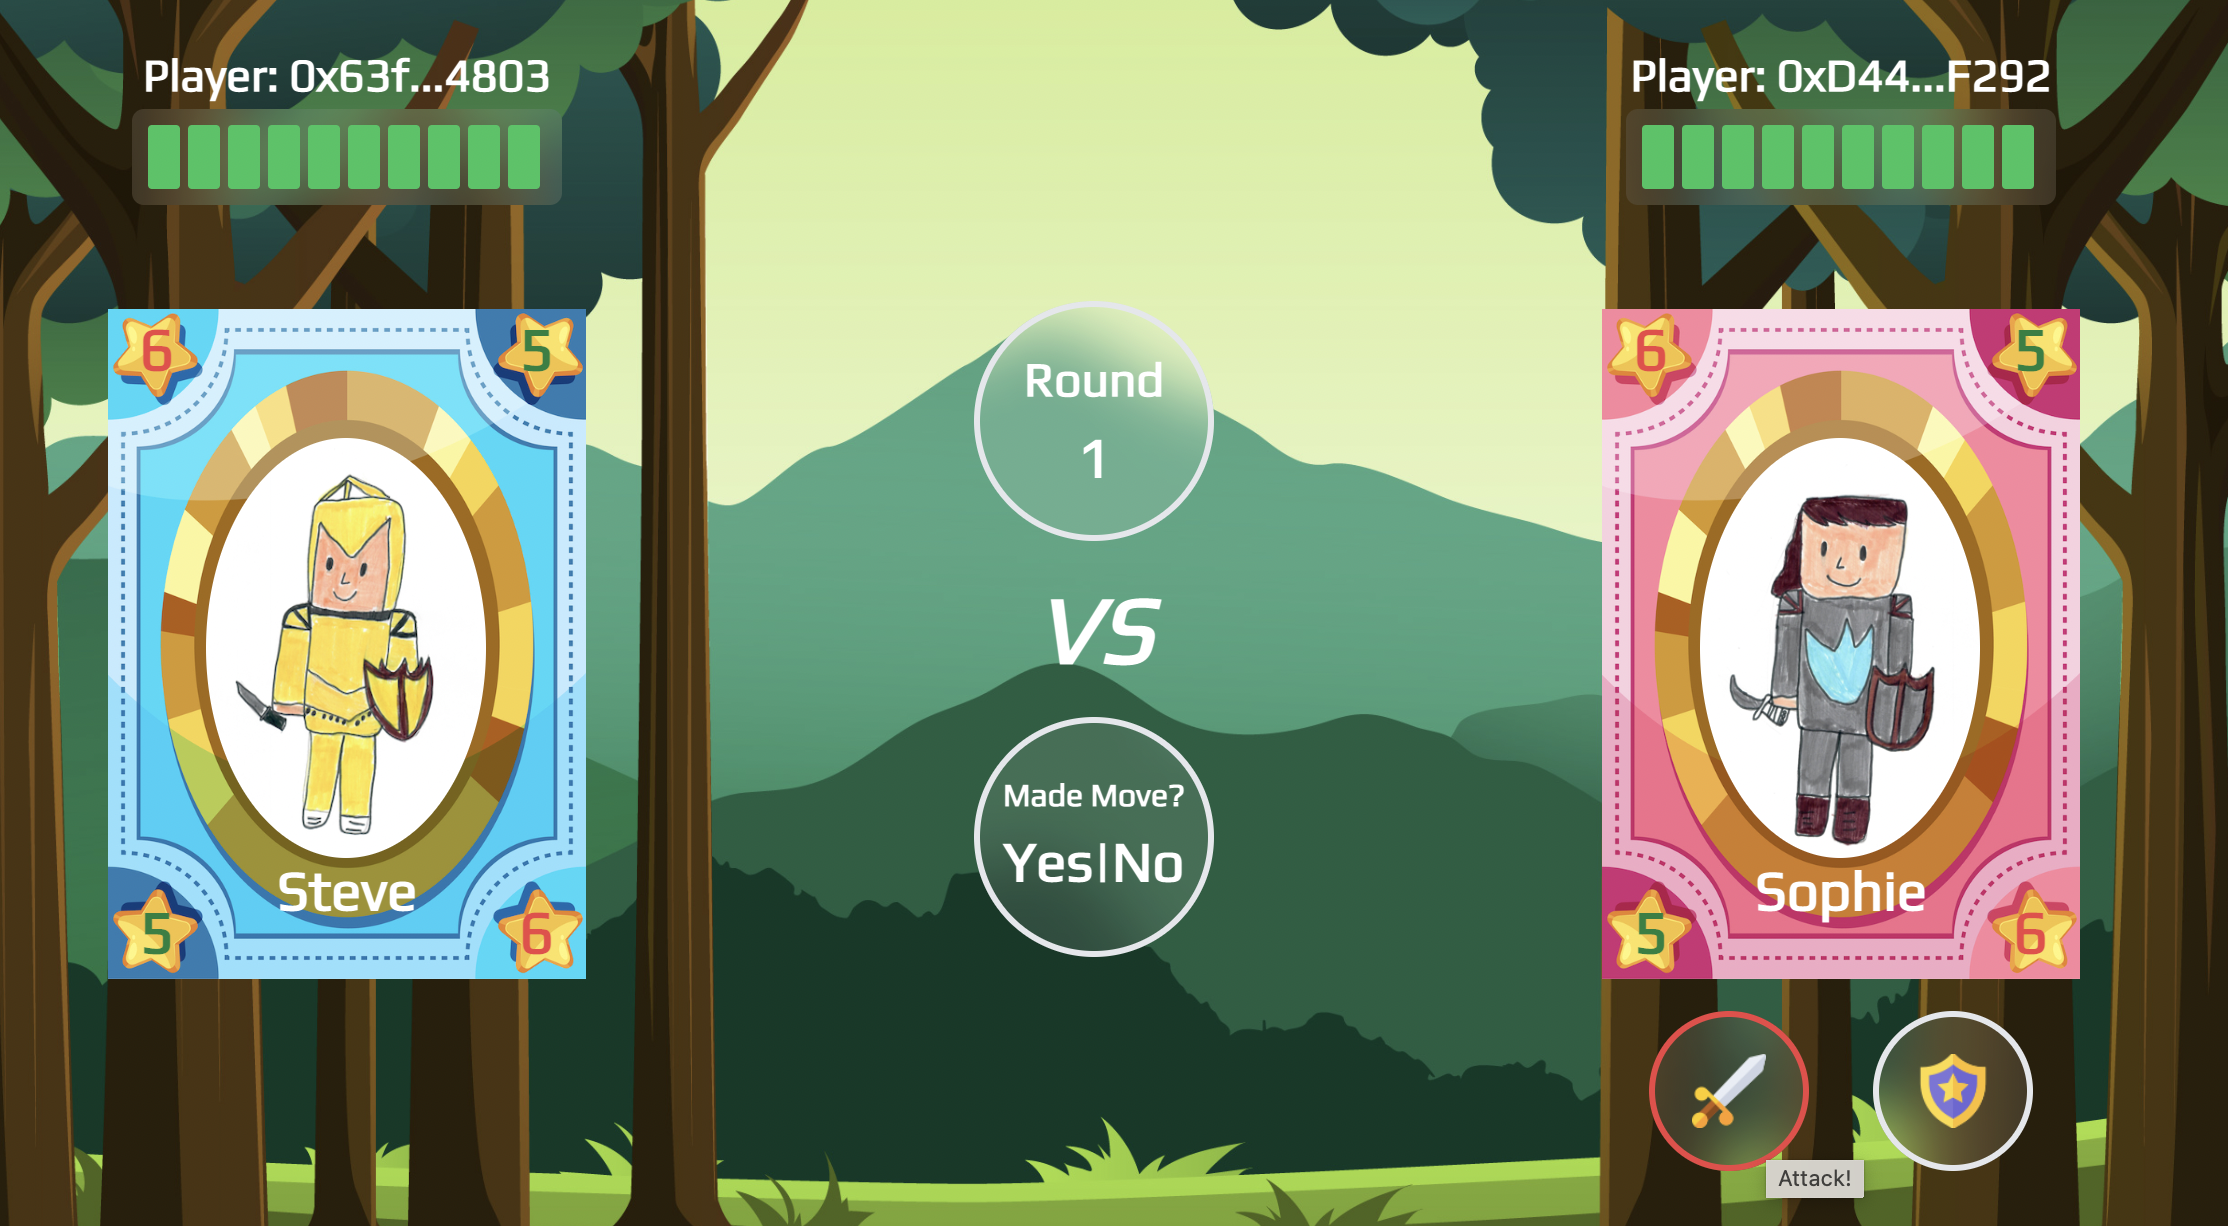 Player: 0x63f...4803
Player: 0xD44...F292
6
5
6
5
Round
1
VS
Made Move?
Yes|No
Steve
Sophie
5
6
5
6
Attack!